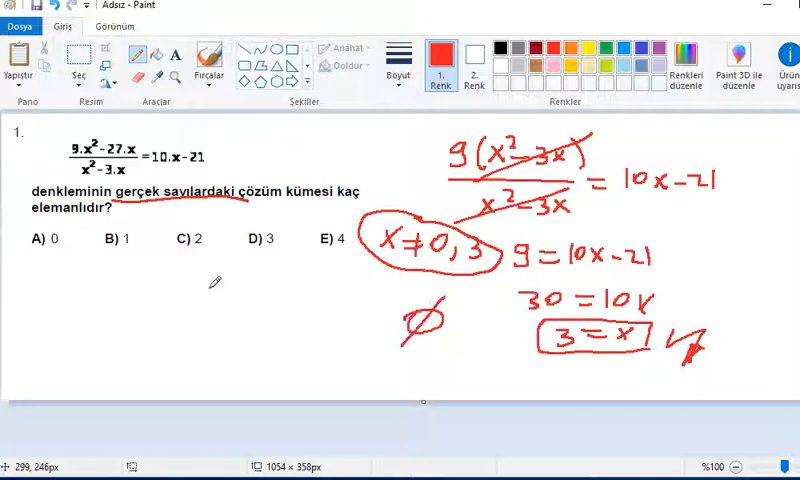 Adsız - Paint
Dosya
Giriş
Görünüm
Yapıştır
Seç
A
Fırçalar
Anahat
Doldur
Boyut
1.
Renk
2.
Renk
Renkleri
düzenle
Paint 3D ile
düzenle
Ürün
uyarıs
Pano
Resim
Araçlar
Şekiller
Renkler
1.
9.x²-27.x
x²-3.x
=10.x-21
denkleminin gerçek sayılardaki çözüm kümesi kaç
elemanlıdır?
A) 0 B) 1 C) 2 D) 3 E) 4
9(x²-3x)
x²-3x
= 10x-21
x≠0,3
9=10x-21
30=10x
3=x
∅
299, 246px
1054 × 358px
%100